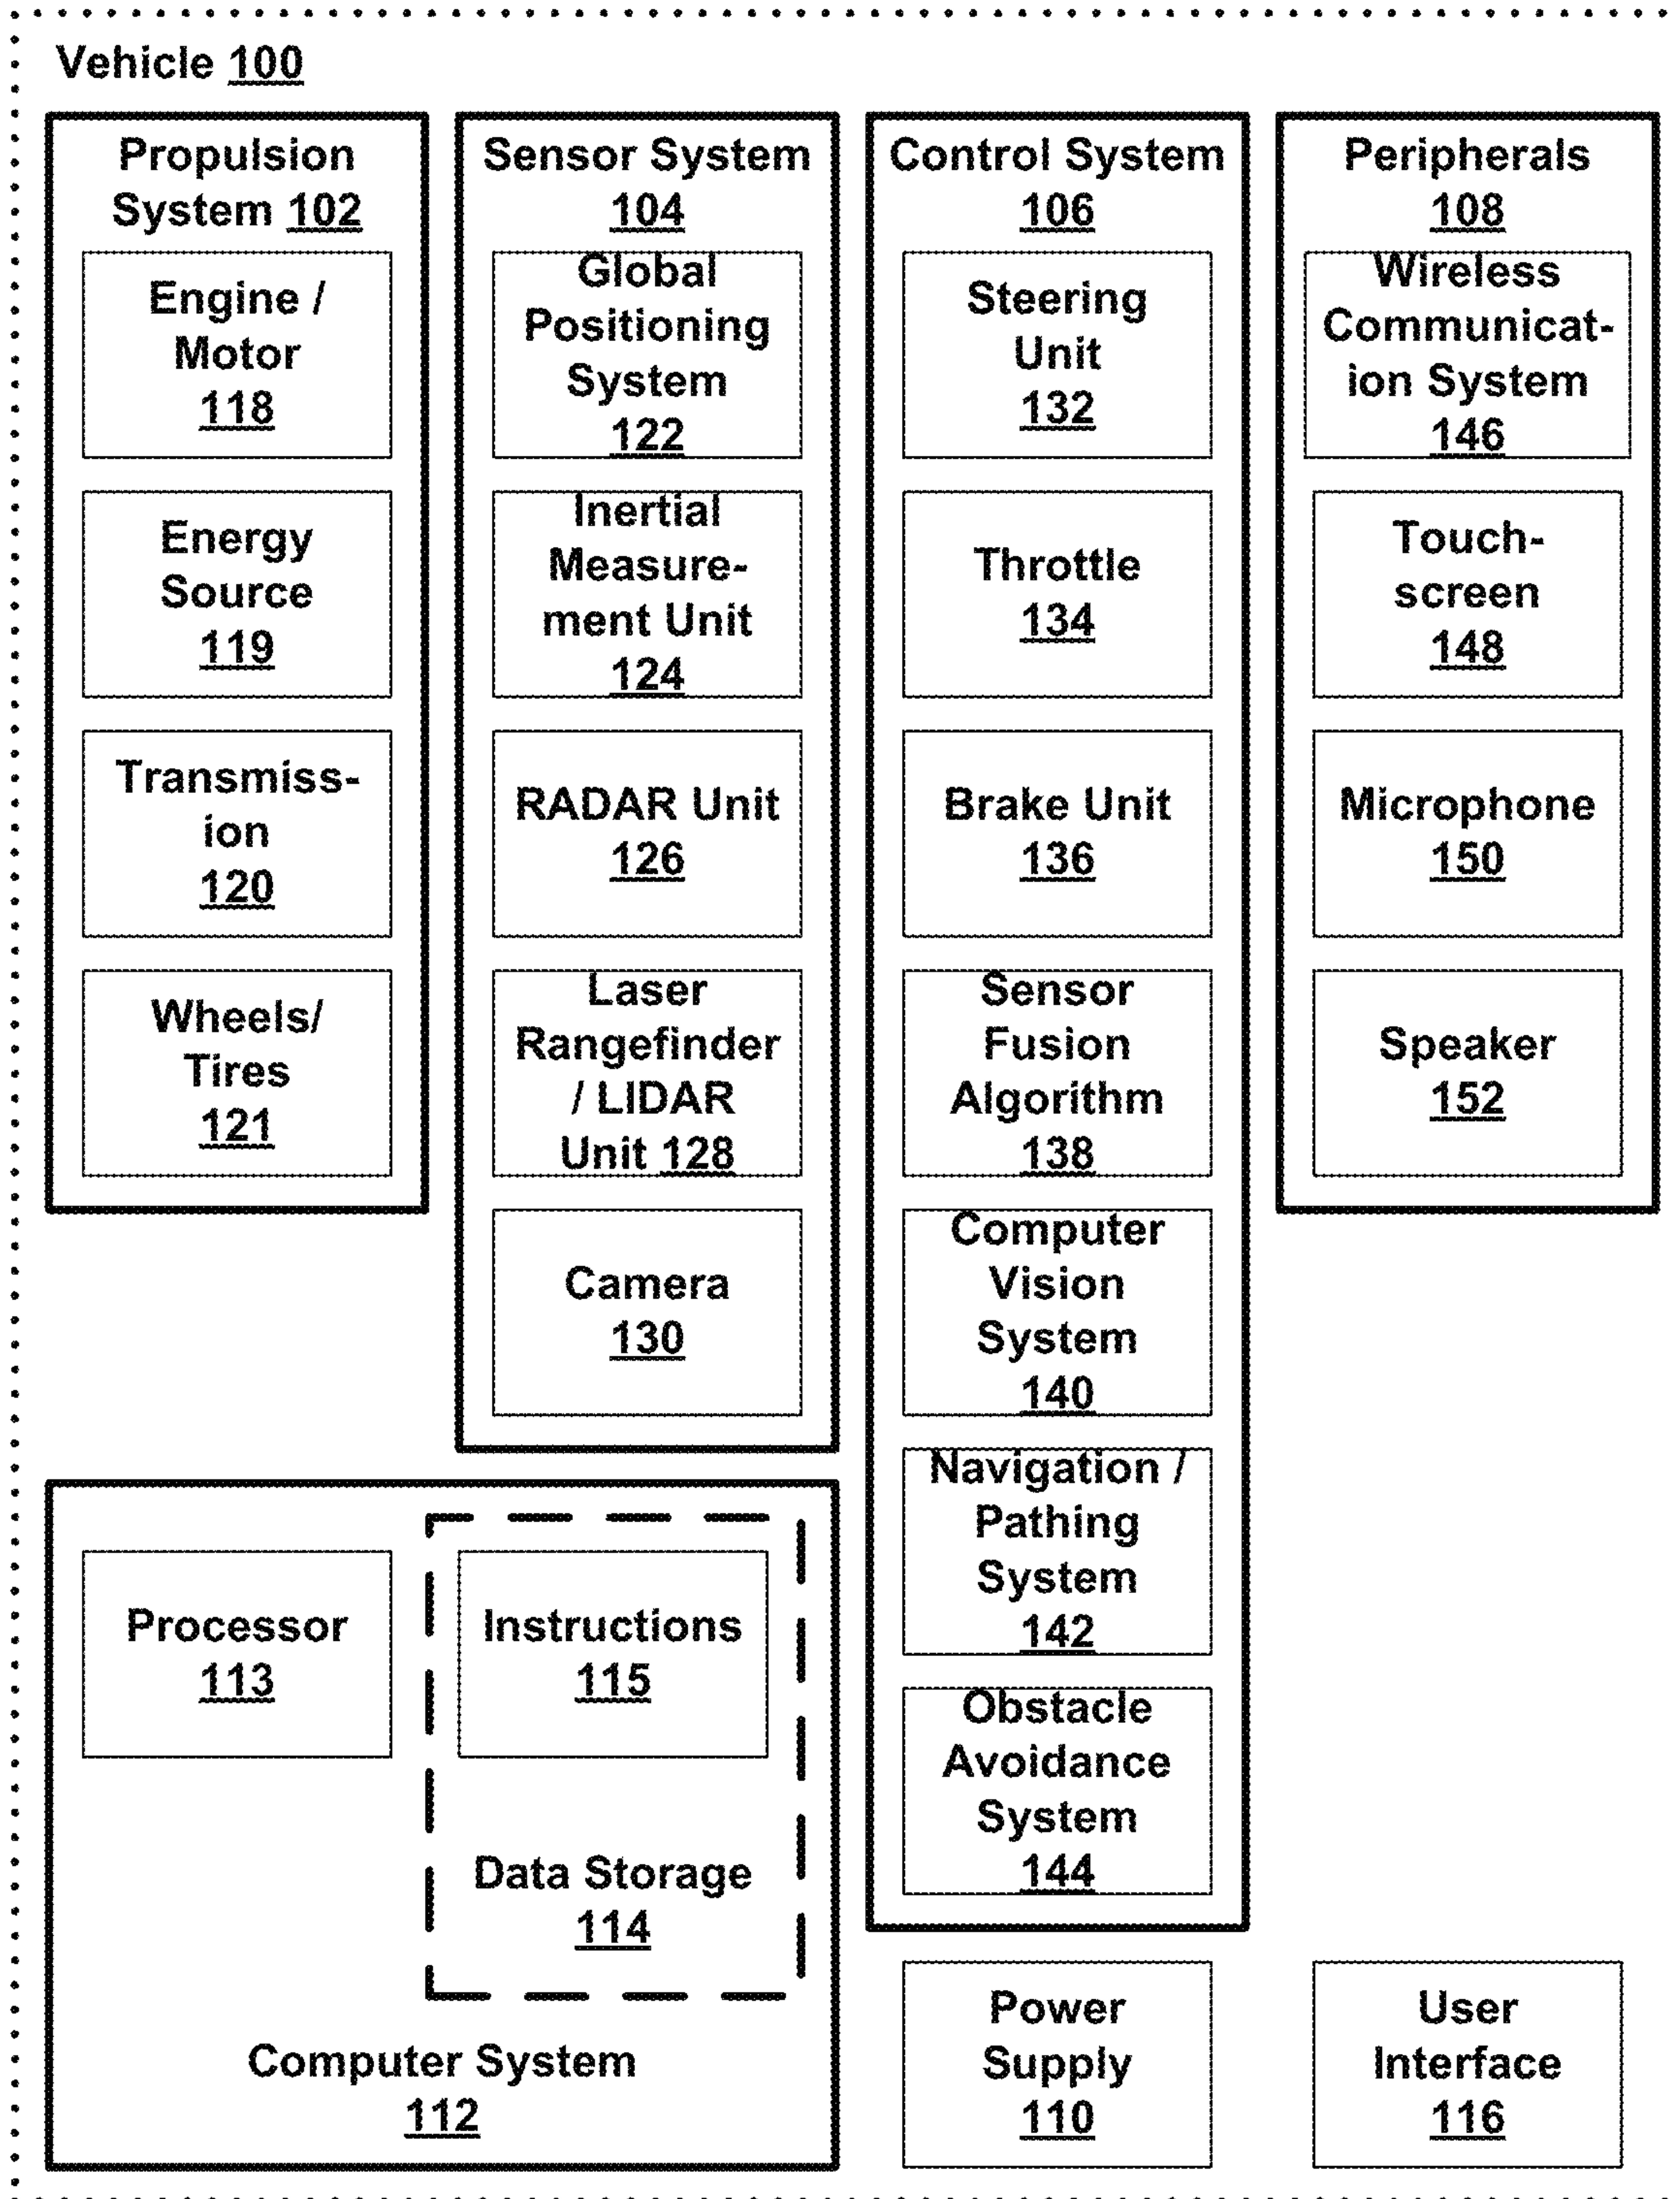 Vehicle 100
Propulsion
System 102
Engine /
Motor
118
Energy
Source
119
Transmiss-
ion
120
Wheels/
Tires
121
Sensor System
104
Global
Positioning
System
122
Inertial
Measure-
ment Unit
124
RADAR Unit
126
Laser
Rangefinder
/ LIDAR
Unit 128
Camera
130
Control System
106
Steering
Unit
132
Throttle
134
Brake Unit
136
Sensor
Fusion
Algorithm
138
Computer
Vision
System
140
Navigation /
Pathing
System
142
Obstacle
Avoidance
System
144
Peripherals
108
Wireless
Communicat-
ion System
146
Touch-
screen
148
Microphone
150
Speaker
152
Processor
113
Instructions
115
Data Storage
114
Computer System
112
Power
Supply
110
User
Interface
116